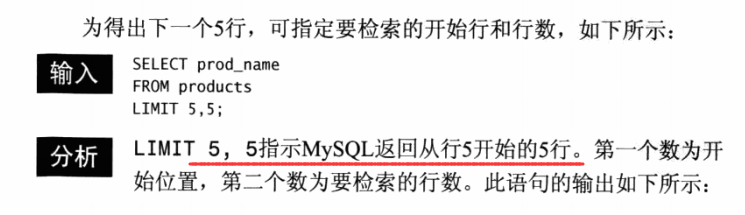 为得出下一个5行，可指定要检索的开始行和行数，如下所示：
输入
SELECT prod_name
FROM products
LIMIT 5,5;
分析
LIMIT 5, 5指示MySQL返回从行5开始的5行。第一个数为开
始位置，第二个数为要检索的行数。此语句的输出如下所示：